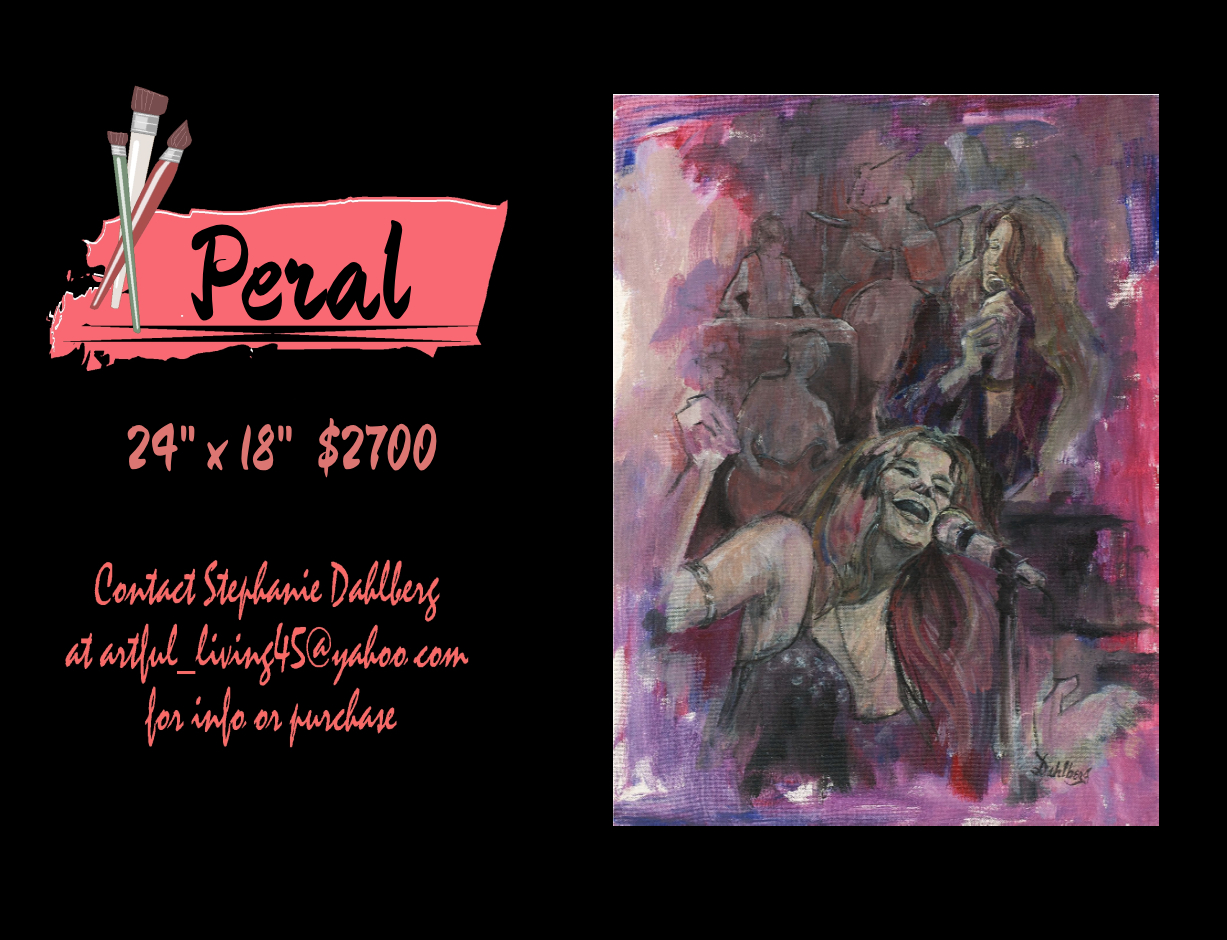 Peral
24" x 18" $2700
Contact Stephanie Dahlberg
at artful_living45@yahoo.com
for info or purchase
Dahlberg